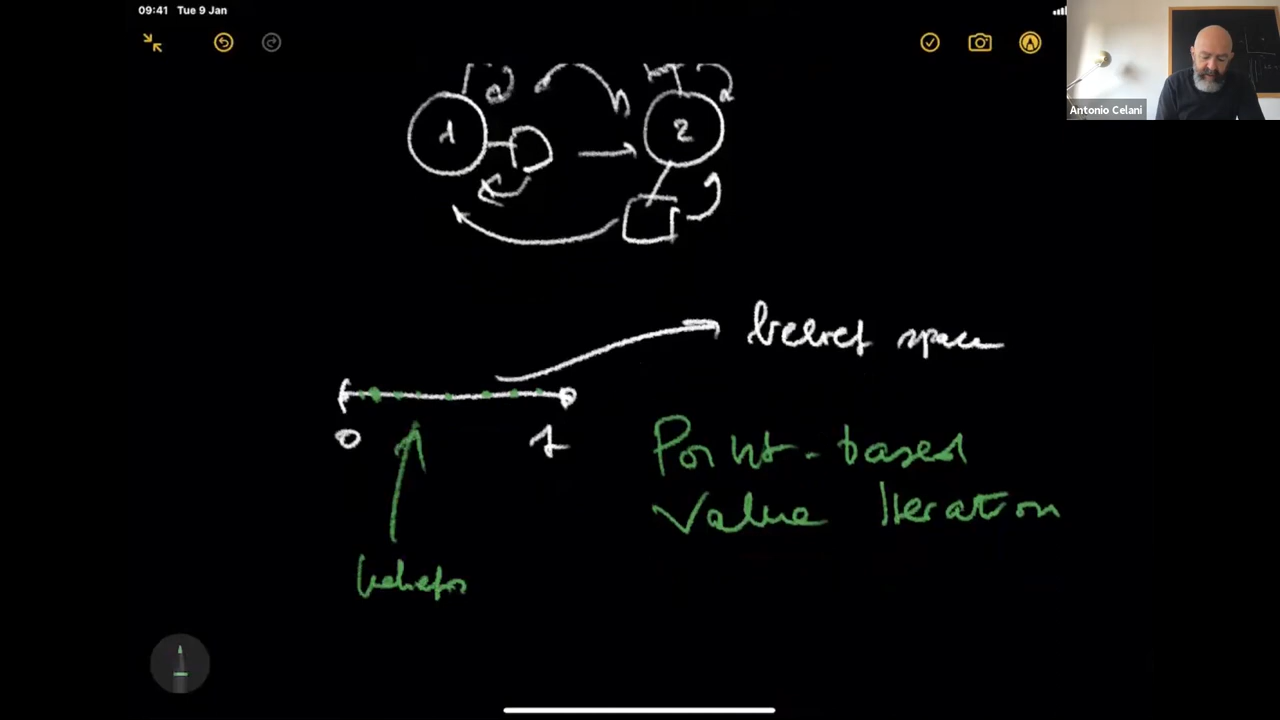 09:41 Tue 9 Jan
Antonio Celani
1
2
belief space
0
1
Point-based
Value Iteration
beliefs